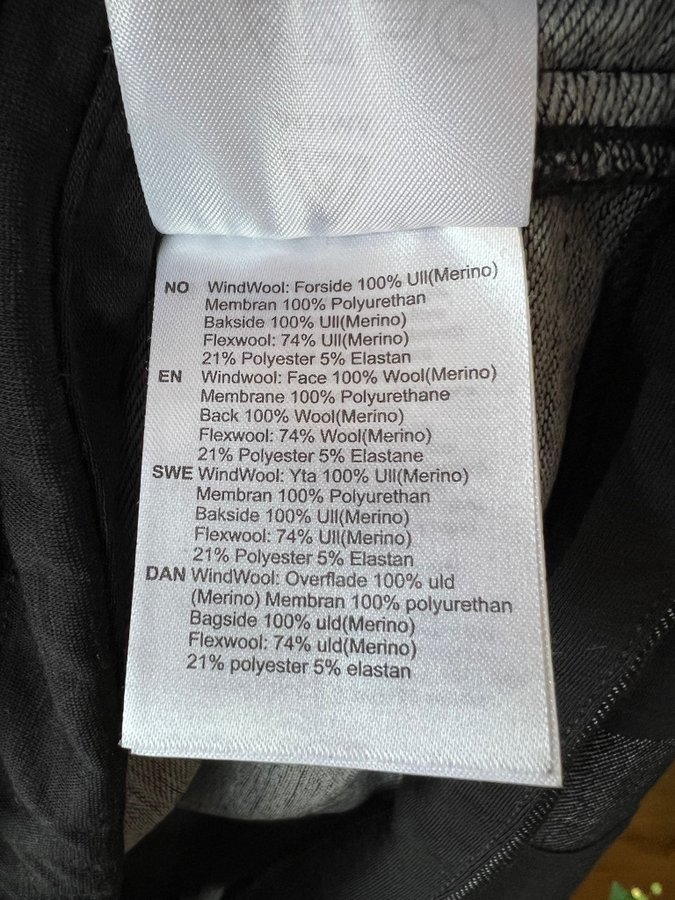 NO WindWool: Forside 100% Ull(Merino)
Membran 100% Polyurethan
Bakside 100% Ull(Merino)
Flexwool: 74% Ull(Merino)
21% Polyester 5% Elastan
EN Windwool: Face 100% Wool(Merino)
Membrane 100% Polyurethane
Back 100% Wool(Merino)
Flexwool: 74% Wool(Merino)
21% Polyester 5% Elastane
SWE WindWool: Yta 100% Ull(Merino)
Membran 100% Polyurethan
Bakside 100% Ull(Merino)
Flexwool: 74% Ull(Merino)
21% Polyester 5% Elastan
DAN WindWool: Overflade 100% uld
(Merino) Membran 100% polyurethan
Bagside 100% uld(Merino)
Flexwool: 74% uld(Merino)
21% polyester 5% elastan